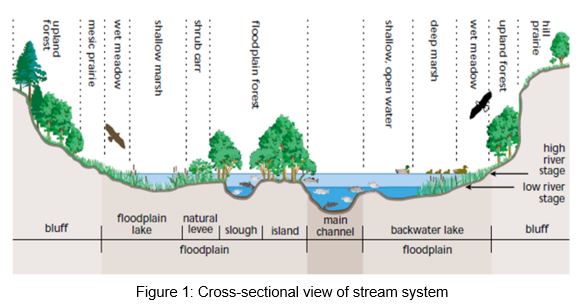 upland
forest
mesic prairie
wet meadow
shallow marsh
shrub carr
floodplain forest
shallow, open water
deep marsh
wet meadow
upland forest
hill
prairie
high
river
stage
low river
stage
bluff
floodplain
lake
natural
levee
slough
island
main
channel
backwater lake
bluff
floodplain
floodplain
Figure 1: Cross-sectional view of stream system